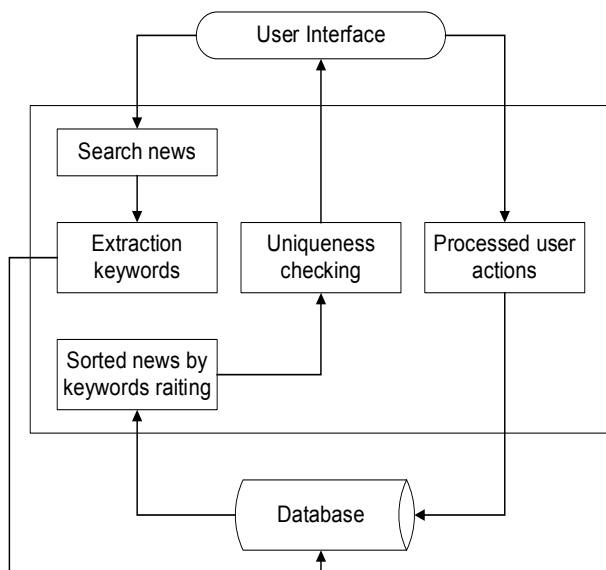 User Interface
Search news
Extraction
keywords
Uniqueness
checking
Processed user
actions
Sorted news by
keywords raiting
Database